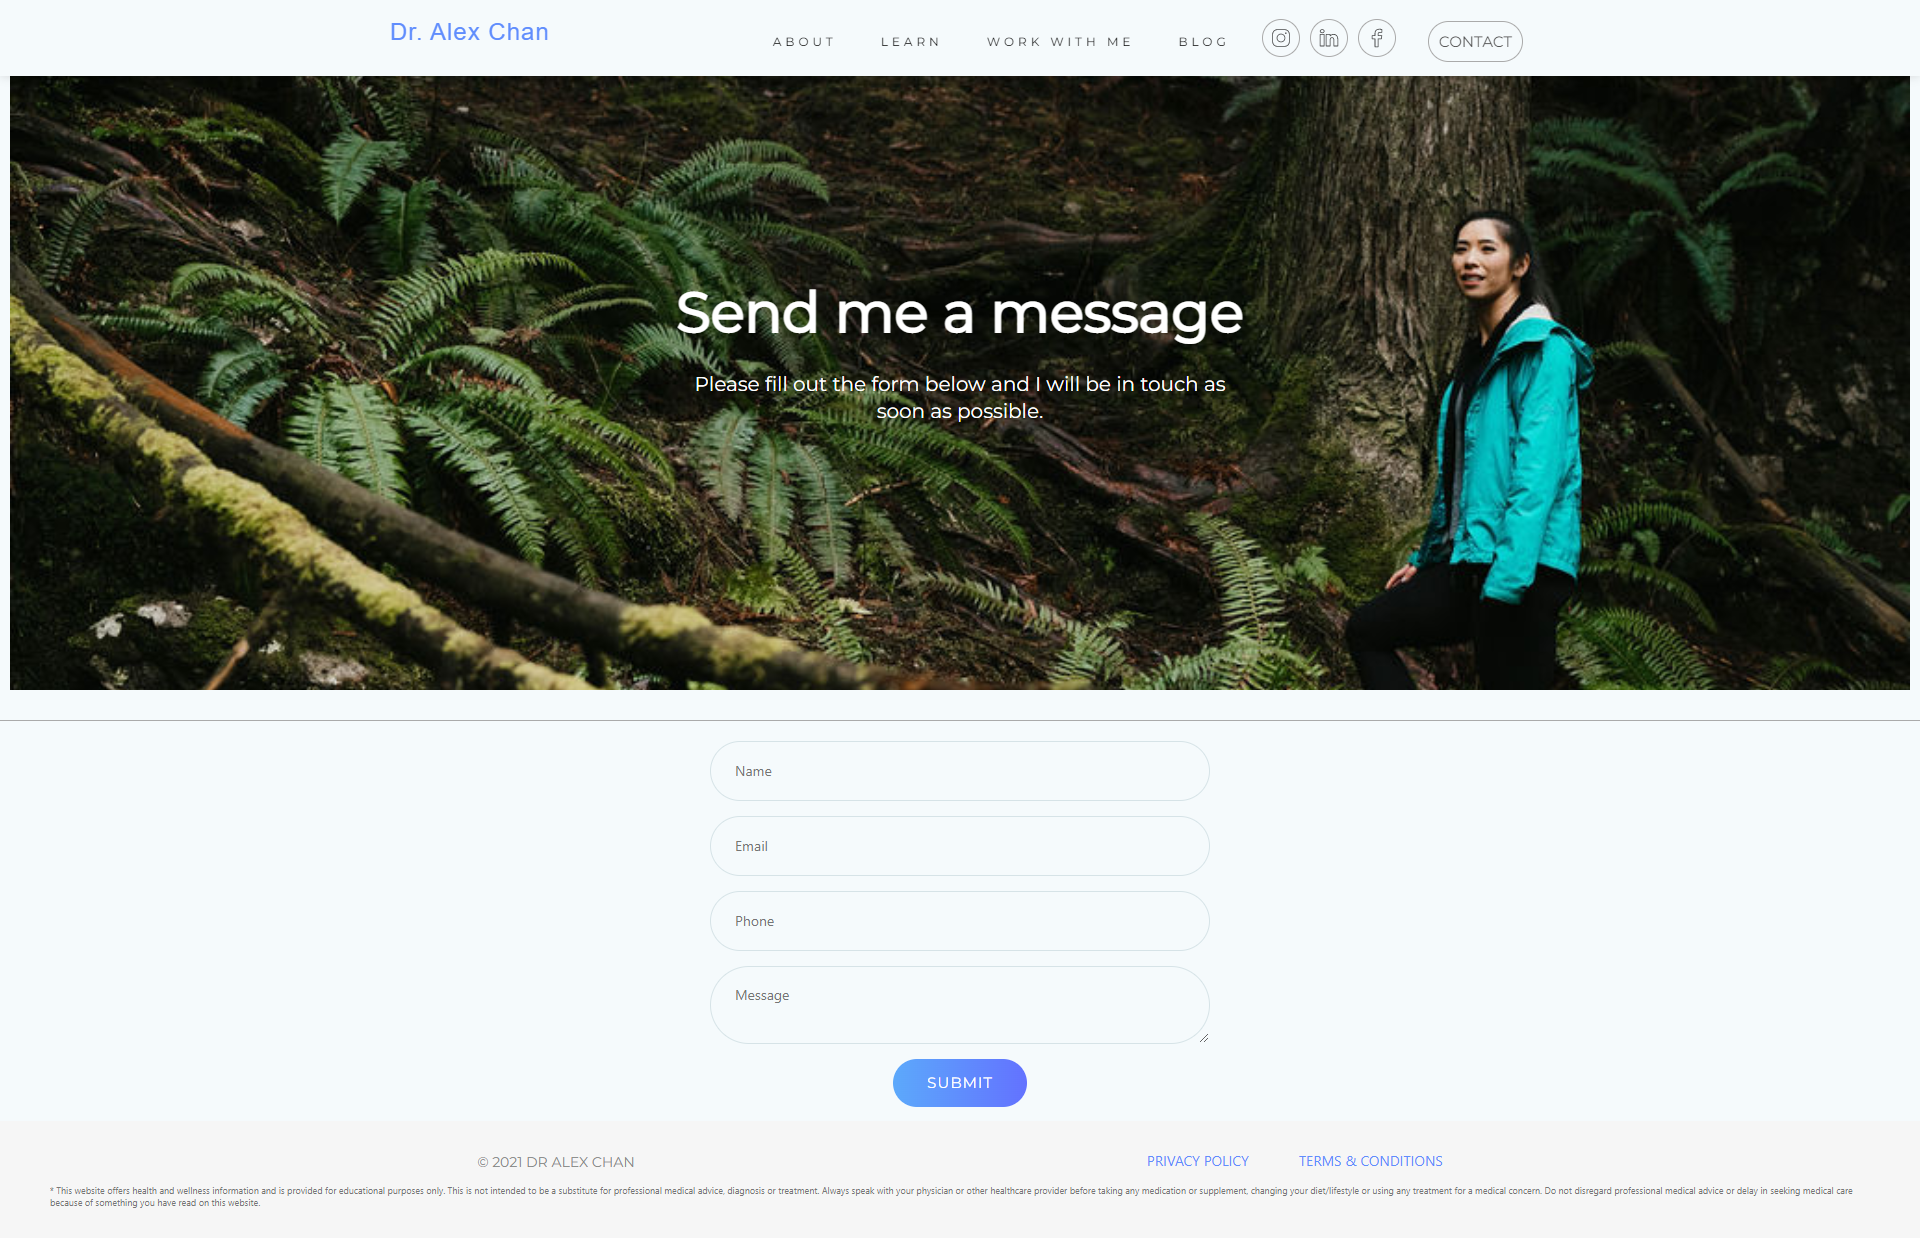 Dr. Alex Chan
ABOUT
LEARN
WORK WITH ME
BLOG
CONTACT
Send me a message
Please fill out the form below and I will be in touch as
soon as possible.
Name
Email
Phone
Message
SUBMIT
© 2021 DR ALEX CHAN
PRIVACY POLICY
TERMS & CONDITIONS
* This website offers health and wellness information and is provided for educational purposes only. This is not intended to be a substitute for professional medical advice, diagnosis or treatment. Always speak with your physician or other healthcare provider before taking any medication or supplement, changing your diet/lifestyle or using any treatment for a medical concern. Do not disregard professional medical advice or delay in seeking medical care
because of something you have read on this website.